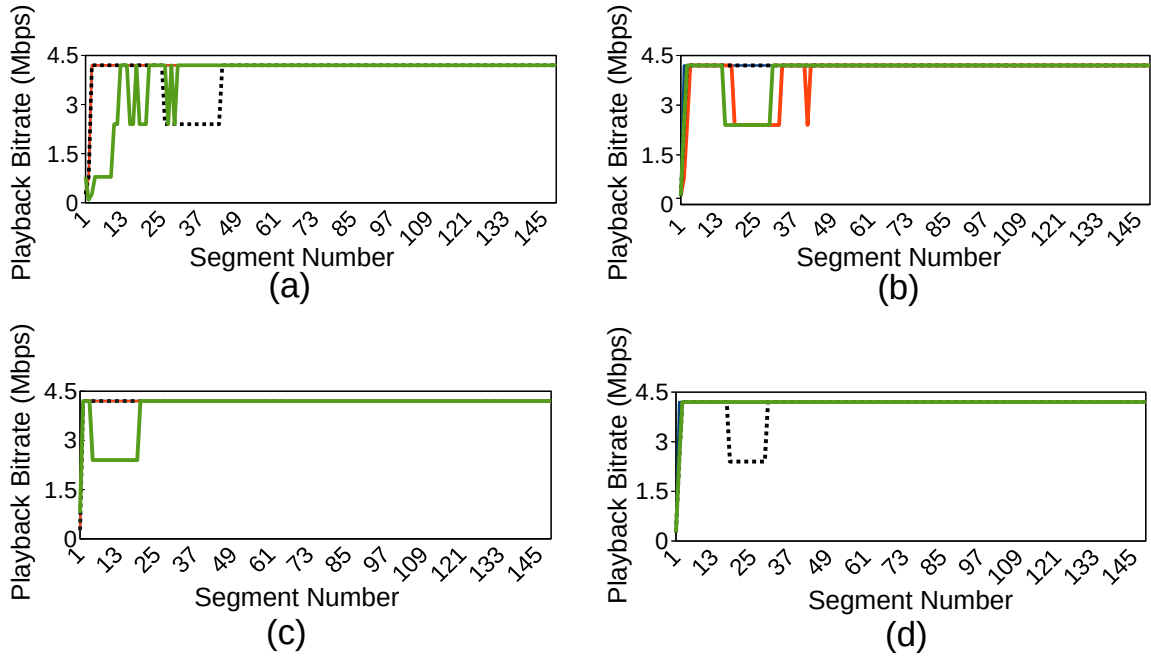 Playback Bitrate (Mbps)
4.5
3
1.5
0
1 13 25 37 49 61 73 85 97 109 121 133 145
Segment Number
(a)
Playback Bitrate (Mbps)
4.5
3
1.5
0
1 13 25 37 49 61 73 85 97 109 121 133 145
Segment Number
(b)
Playback Bitrate (Mbps)
4.5
3
1.5
0
1 13 25 37 49 61 73 85 97 109 121 133 145
Segment Number
(c)
Playback Bitrate (Mbps)
4.5
3
1.5
0
1 13 25 37 49 61 73 85 97 109 121 133 145
Segment Number
(d)